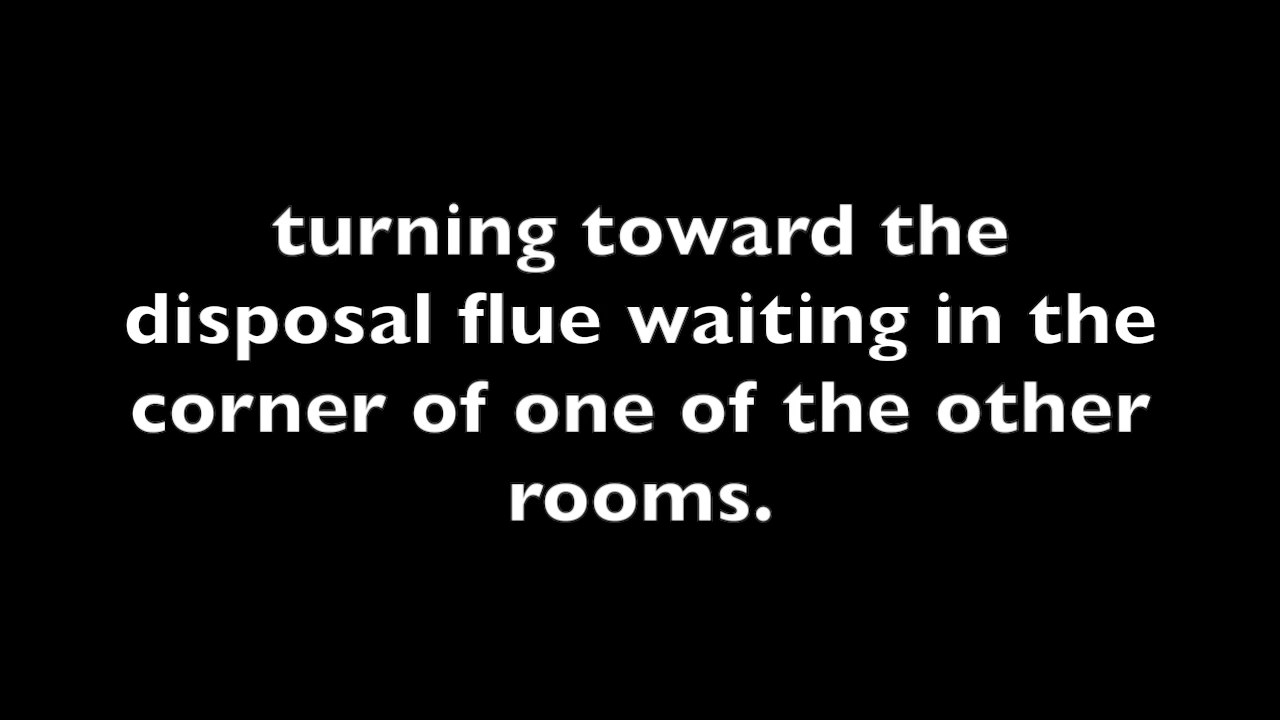 turning toward the
disposal flue waiting in the
corner of one of the other
rooms.